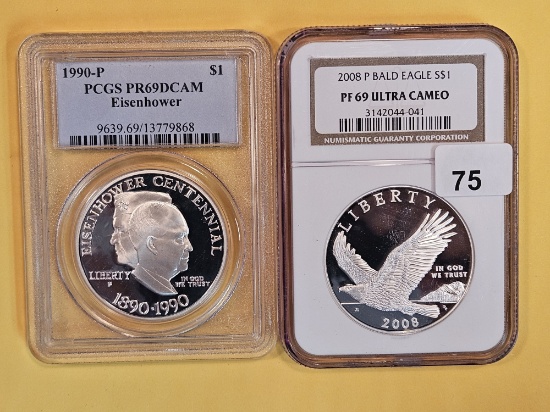 1990-P $1
PCGS PR69DCAM
Eisenhower
9639.69/13779868
EISENHOWER CENTENNIAL
LIBERTY
P
IN GOD
WE TRUST
1890·1990
2008 P BALD EAGLE S$1
PF 69 ULTRA CAMEO
3142044-041
NUMISMATIC GUARANTY CORPORATION
75
LIBERTY
IN GOD
WE TRUST
2008